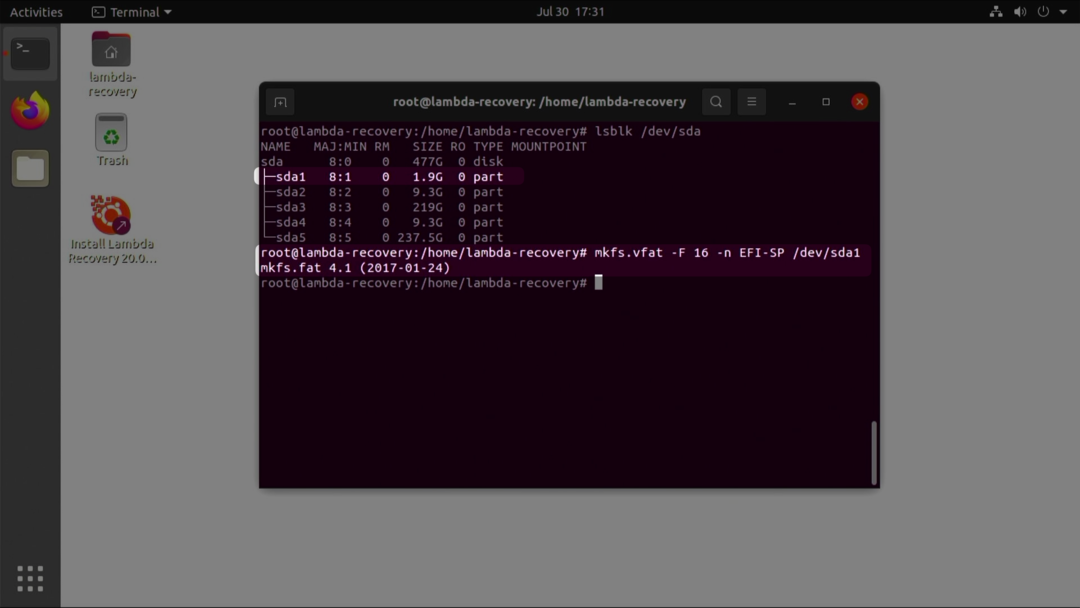 Activities
Terminal
Jul 30 17:31
lambda-
recovery
Trash
Install Lambda
Recovery 20.0...
root@lambda-recovery: /home/lambda-recovery
root@lambda-recovery:/home/lambda-recovery# lsblk /dev/sda
NAME MAJ:MIN RM SIZE RO TYPE MOUNTPOINT
sda 8:0 0 477G 0 disk
├─sda1 8:1 0 1.9G 0 part
├─sda2 8:2 0 9.3G 0 part
├─sda3 8:3 0 219G 0 part
├─sda4 8:4 0 9.3G 0 part
└─sda5 8:5 0 237.5G 0 part
root@lambda-recovery:/home/lambda-recovery# mkfs.vfat -F 16 -n EFI-SP /dev/sda1
mkfs.fat 4.1 (2017-01-24)
root@lambda-recovery:/home/lambda-recovery#